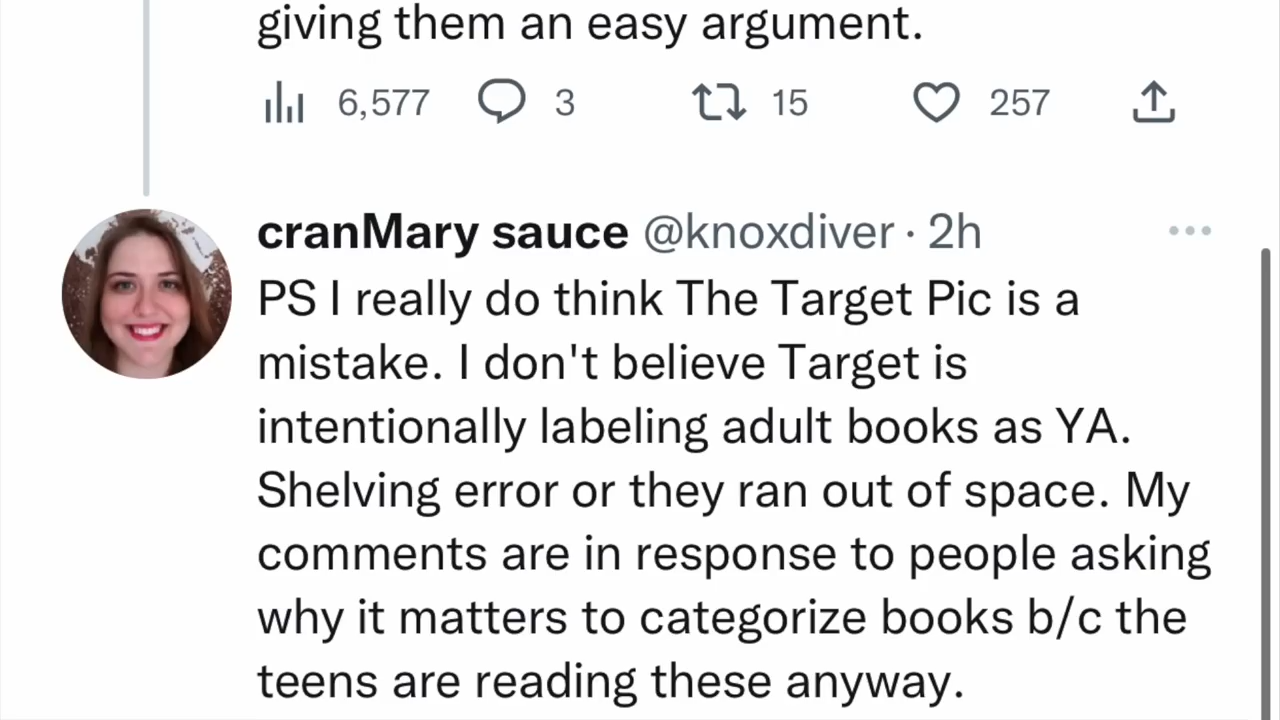 giving them an easy argument.
6,577 3 15 257
cranMary sauce @knoxdiver · 2h
PS I really do think The Target Pic is a
mistake. I don't believe Target is
intentionally labeling adult books as YA.
Shelving error or they ran out of space. My
comments are in response to people asking
why it matters to categorize books b/c the
teens are reading these anyway.